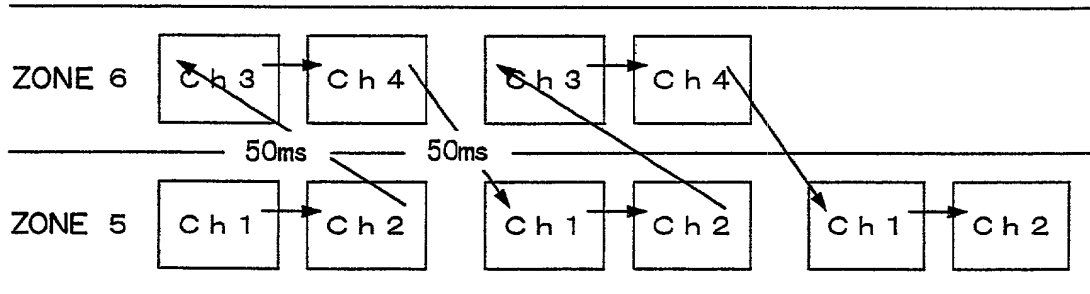 ZONE 6 Ch3 Ch4 Ch3 Ch4
50ms 50ms
ZONE 5 Ch1 Ch2 Ch1 Ch2 Ch1 Ch2